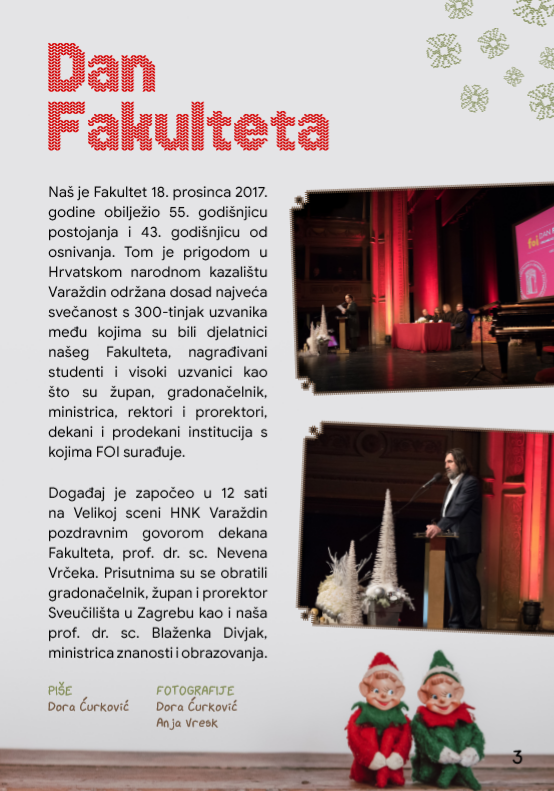 Dan
Fakulteta
Naš je Fakultet 18. prosinca 2017.
godine obilježio 55. godišnjicu
postojanja i 43. godišnjicu od
osnivanja. Tom je prigodom u
Hrvatskom narodnom kazalištu
Varaždin održana dosad najveća
svečanost s 300-tinjak uzvanika
među kojima su bili djelatnici
našeg Fakulteta, nagrađivani
studenti i visoki uzvanici kao
što su župan, gradonačelnik,
ministrica, rektori i prorektori,
dekani i prodekani institucija s
kojima FOI surađuje.
Događaj je započeo u 12 sati
na Velikoj sceni HNK Varaždin
pozdravnim govorom dekana
Fakulteta, prof. dr. sc. Nevena
Vrčeka. Prisutnima su se obratili
gradonačelnik, župan i prorektor
Sveučilišta u Zagrebu kao i naša
prof. dr. sc. Blaženka Divjak,
ministrica znanosti i obrazovanja.
PIŠE
Dora Ćurković
FOTOGRAFIJE
Dora Ćurković
Anja Vresk
foi DAN
3